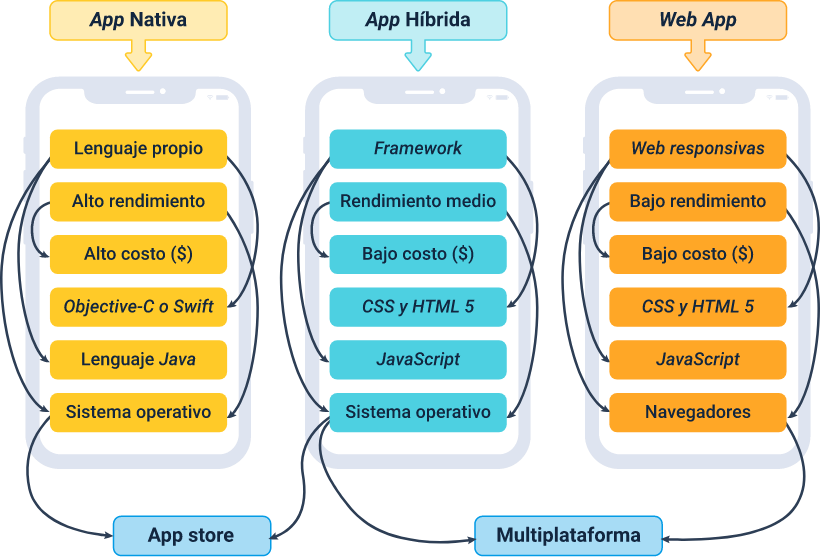 App Nativa
App Híbrida
Web App
Lenguaje propio
Alto rendimiento
Alto costo ($)
Objective-C o Swift
Lenguaje Java
Sistema operativo
Framework
Rendimiento medio
Bajo costo ($)
CSS y HTML 5
JavaScript
Sistema operativo
Web responsivas
Bajo rendimiento
Bajo costo ($)
CSS y HTML 5
JavaScript
Navegadores
App store
Multiplataforma